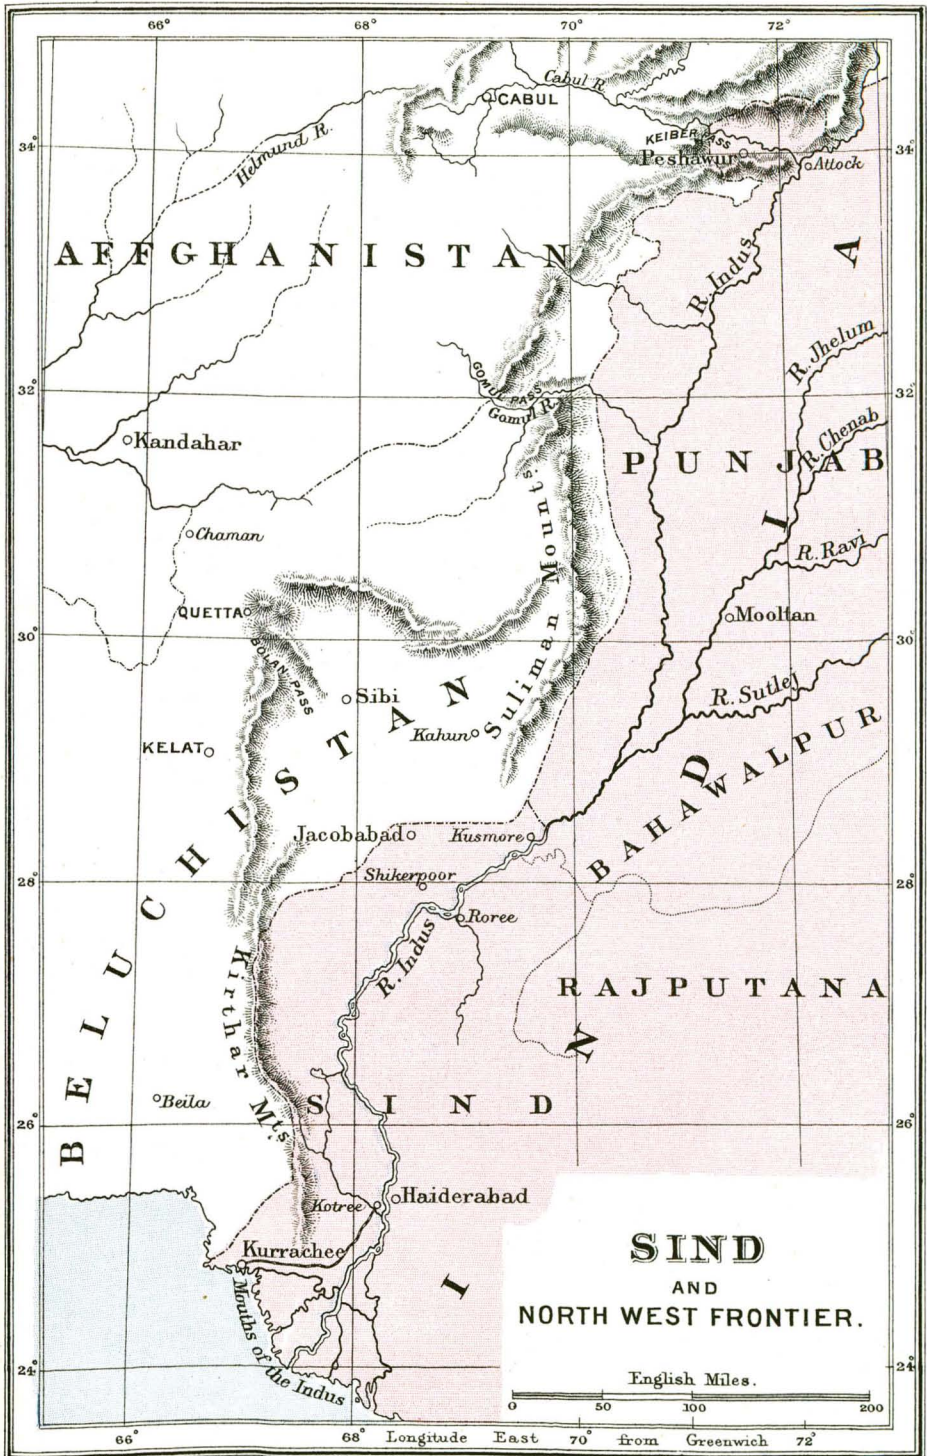 66° 68° 70° 72°
Cabul R.
CABUL
34° 34°
Helmund R.
KEIBER PASS
Peshawur
Attock
AFFGHANISTAN
R. Indus
R. Jhelum
GOMUL PASS
32° 32°
Gomul R.
Kandahar
R. Chenab
PUNJAB
Chaman
Suliman Mounts.
R. Ravi
QUETTA
Mooltan
30° 30°
BOLAN PASS
Sibi
R. Sutlej
Kahun
KELAT
BELUCHISTAN
BAHAWALPUR
Jacobabad
Kusmore
Shikerpoor
28° 28°
Roree
R. Indus
Kirthar Mts.
RAJPUTANA
INDIA
Beila
SIND
26° 26°
Haiderabad
Kotree
Kurrachee
Mouths of the Indus
24° 24°
SIND
AND
NORTH WEST FRONTIER.
English Miles.
0 50 100 200
66° 68° Longitude East 70° from Greenwich 72°